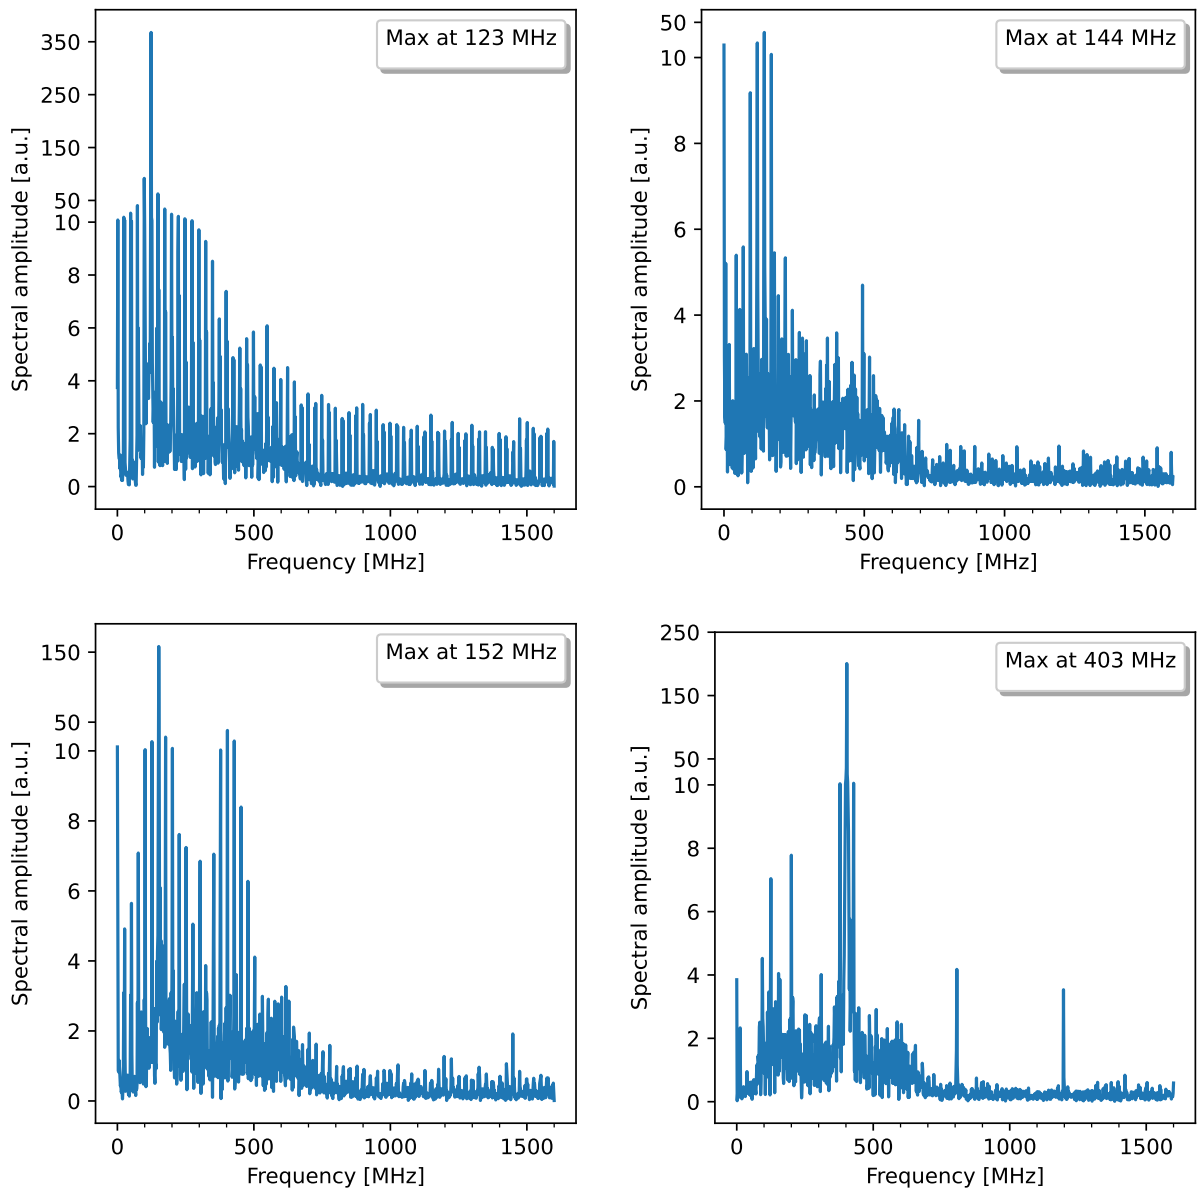 Max at 123 MHz
350
250
150
50
10
8
6
4
2
0
Spectral amplitude [a.u.]
0 500 1000 1500
Frequency [MHz]
Max at 144 MHz
50
10
8
6
4
2
0
Spectral amplitude [a.u.]
0 500 1000 1500
Frequency [MHz]
Max at 152 MHz
150
50
10
8
6
4
2
0
Spectral amplitude [a.u.]
0 500 1000 1500
Frequency [MHz]
Max at 403 MHz
250
150
50
10
8
6
4
2
0
Spectral amplitude [a.u.]
0 500 1000 1500
Frequency [MHz]